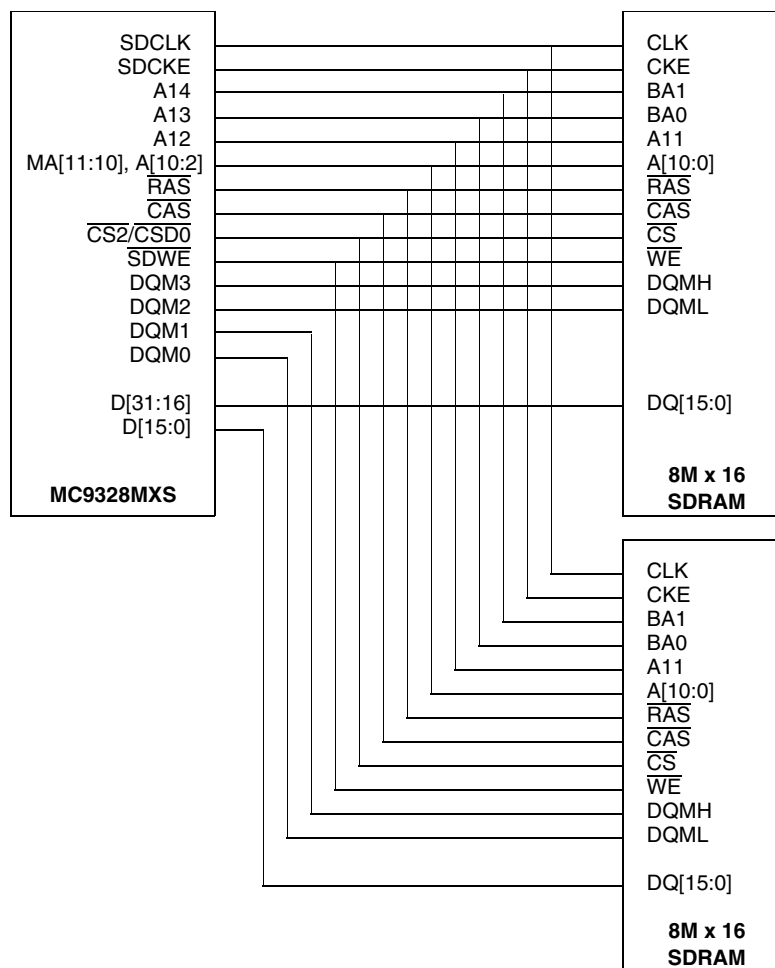 SDCLK
SDCKE
A14
A13
A12
MA[11:10], A[10:2]
RAS
CAS
CS2/CSD0
SDWE
DQM3
DQM2
DQM1
DQM0
D[31:16]
D[15:0]
MC9328MXS
CLK
CKE
BA1
BA0
A11
A[10:0]
RAS
CAS
CS
WE
DQMH
DQML
DQ[15:0]
8M x 16
SDRAM
CLK
CKE
BA1
BA0
A11
A[10:0]
RAS
CAS
CS
WE
DQMH
DQML
DQ[15:0]
8M x 16
SDRAM